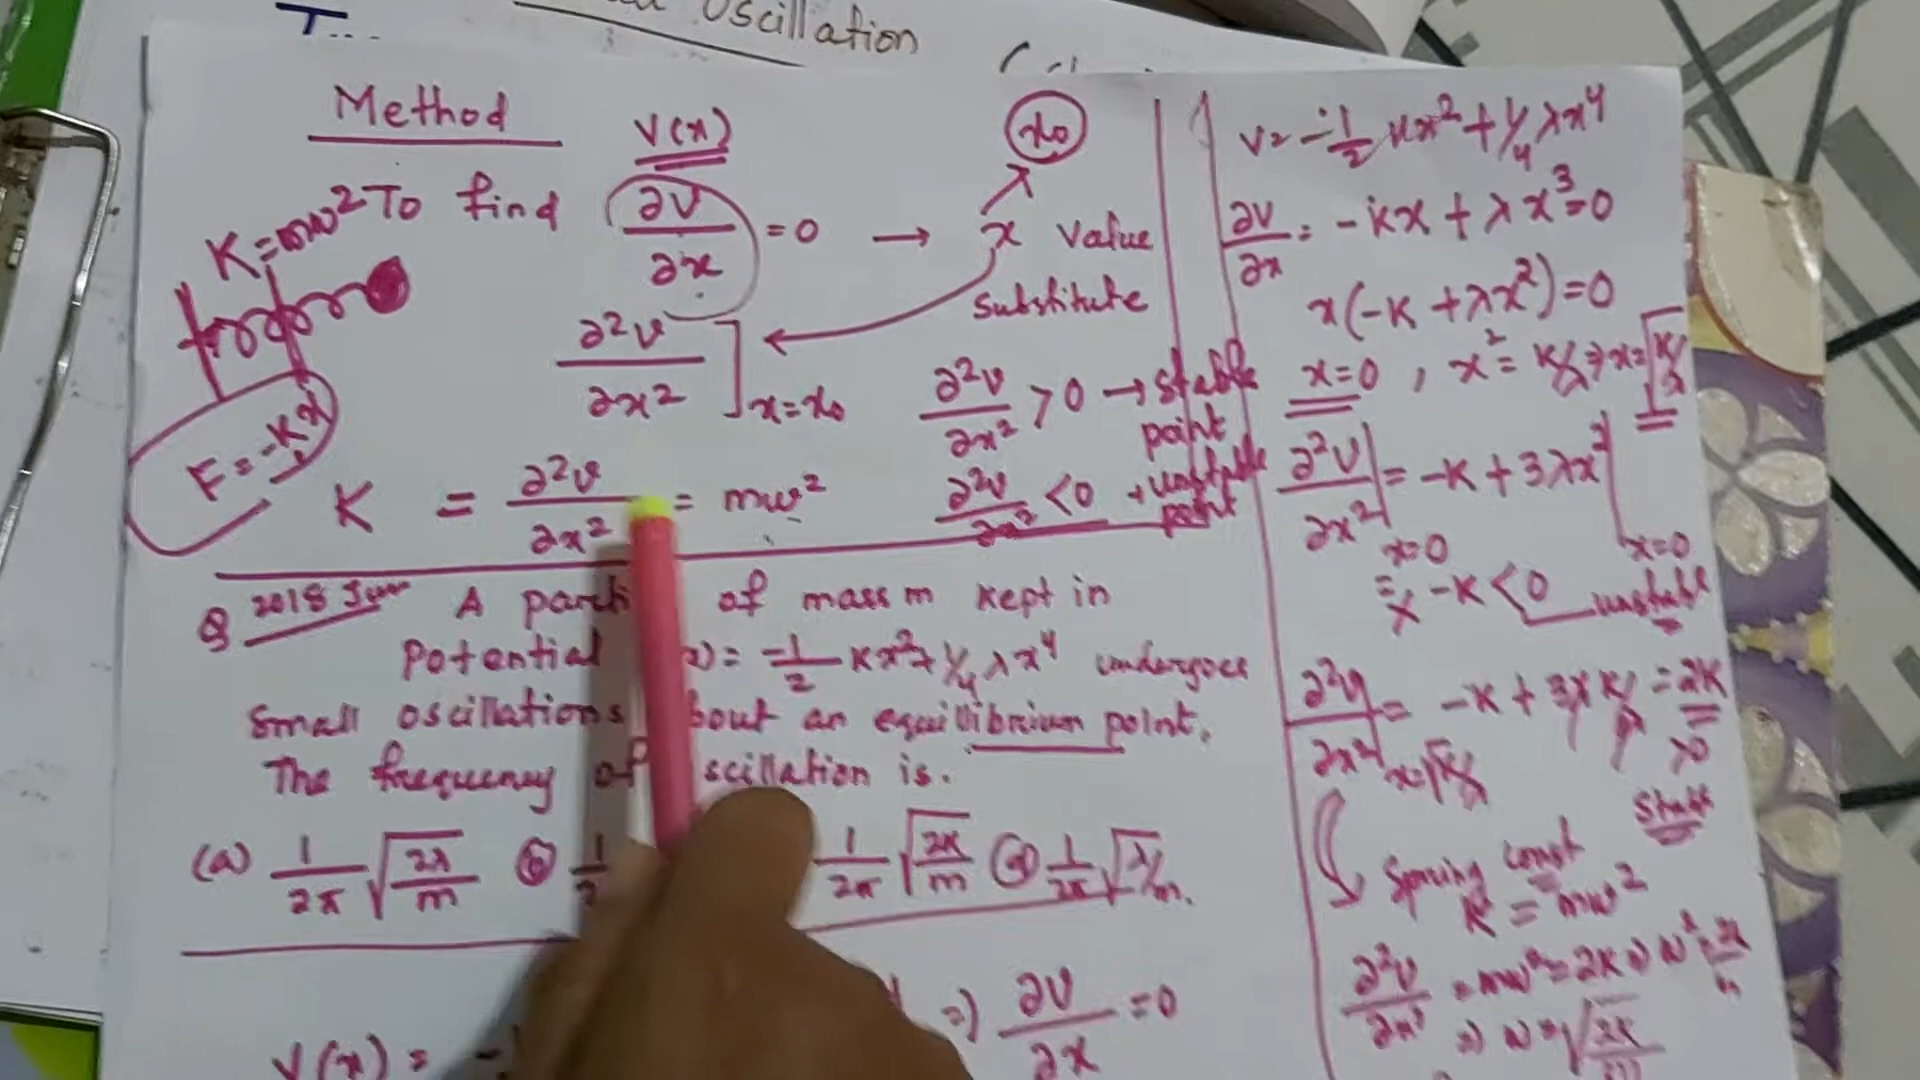 Oscillation
Method
V(x)
x₀
K=mω² To find ∂V/∂x =0 → x value
substitute
∂²V/∂x² ]x=x₀
∂²V/∂x² >0 → stable point
F=-Kx
K = ∂²V/∂x² = mω²
∂²V/∂x² <0 → unstable point
Q 2018 June A of mass m kept in
Potential = -1/2 Kx²+1/4 λx⁴ undergoes
Small oscillations about an equilibrium point.
The frequency of oscillation is.
(a) 1/2π √(2λ/m) (b) 1/2π √(2K/m) (d) 1/2π √(λ/m).
V(x) = -
=) ∂V/∂x =0
V= -1/2 Kx²+1/4 λx⁴
∂V/∂x = -Kx + λx³=0
x(-K +λx²)=0
x=0 , x²= K/λ ⇒ x=√(K/λ)
∂²V/∂x² |x=0 = -K + 3λx² |x=0
= -K <0 unstable
∂²V/∂x² |x=√(K/λ) = -K + 3λ K/λ = 2K
>0
stable
Spring const
K = mω²
∂²V/∂x² = mω² = 2K ⇒ ω² = 2K/m
⇒ ω = √(2K/m)